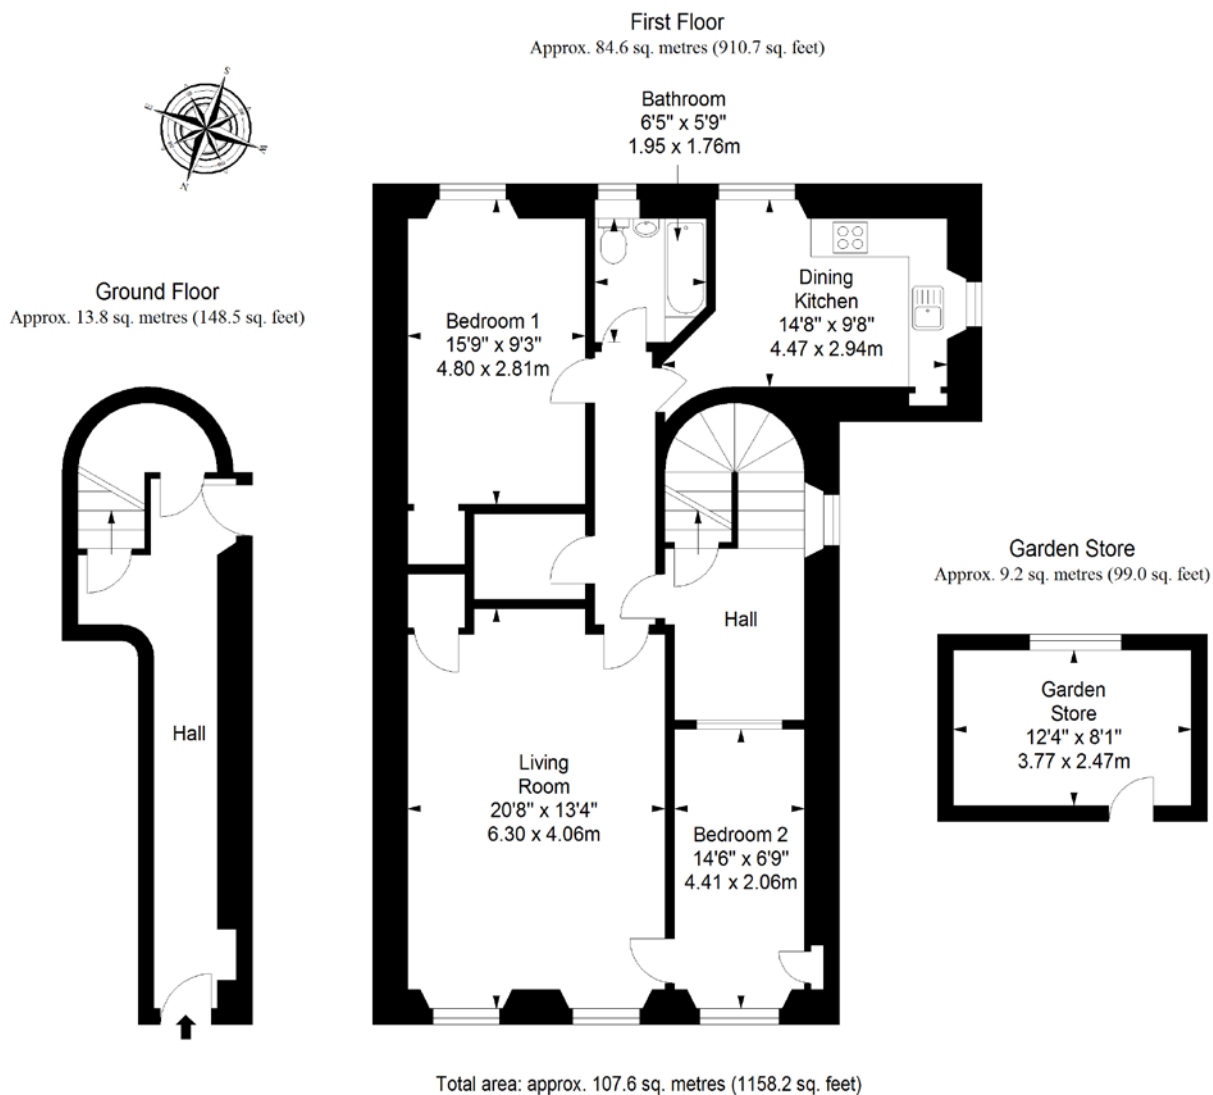 First Floor
Approx. 84.6 sq. metres (910.7 sq. feet)
S
E
W
N
Bathroom
6'5" x 5'9"
1.95 x 1.76m
Ground Floor
Approx. 13.8 sq. metres (148.5 sq. feet)
Bedroom 1
15'9" x 9'3"
4.80 x 2.81m
Dining
Kitchen
14'8" x 9'8"
4.47 x 2.94m
Hall
Garden Store
Approx. 9.2 sq. metres (99.0 sq. feet)
Hall
Garden
Store
12'4" x 8'1"
3.77 x 2.47m
Living
Room
20'8" x 13'4"
6.30 x 4.06m
Bedroom 2
14'6" x 6'9"
4.41 x 2.06m
Total area: approx. 107.6 sq. metres (1158.2 sq. feet)